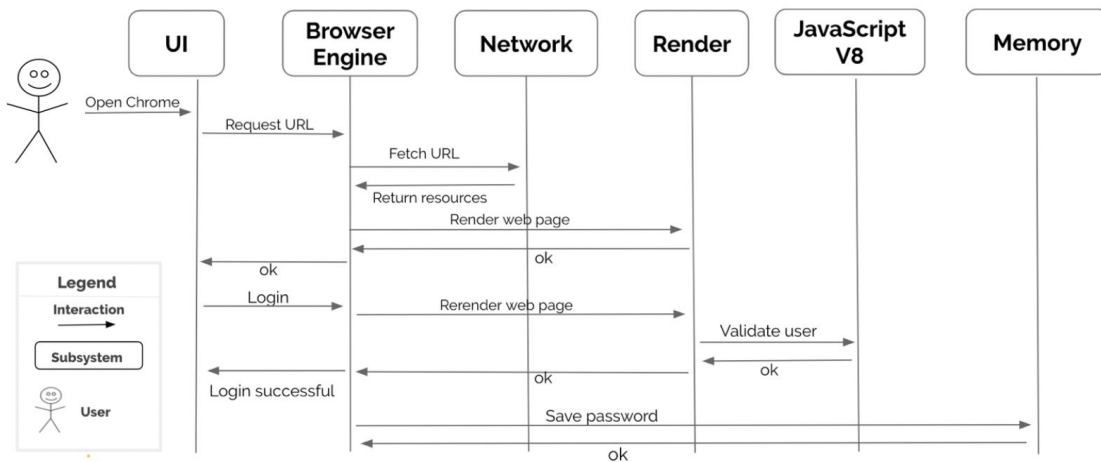 UI
Browser
Engine
Network
Render
JavaScript
V8
Memory
Open Chrome
Request URL
Fetch URL
Return resources
Render web page
ok
ok
Login
Rerender web page
Validate user
ok
ok
Login successful
Save password
ok
Legend
Interaction
Subsystem
User